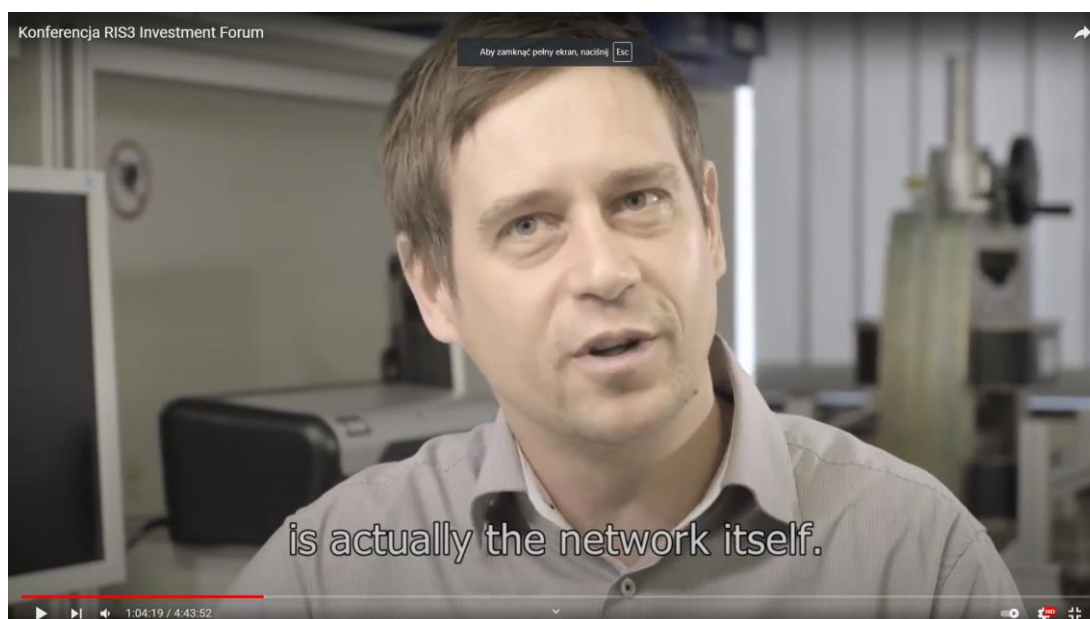 Konferencja RIS3 Investment Forum
Aby zamknąć pełny ekran, naciśnij Esc
is actually the network itself.
1:04:19 / 4:43:52
HD